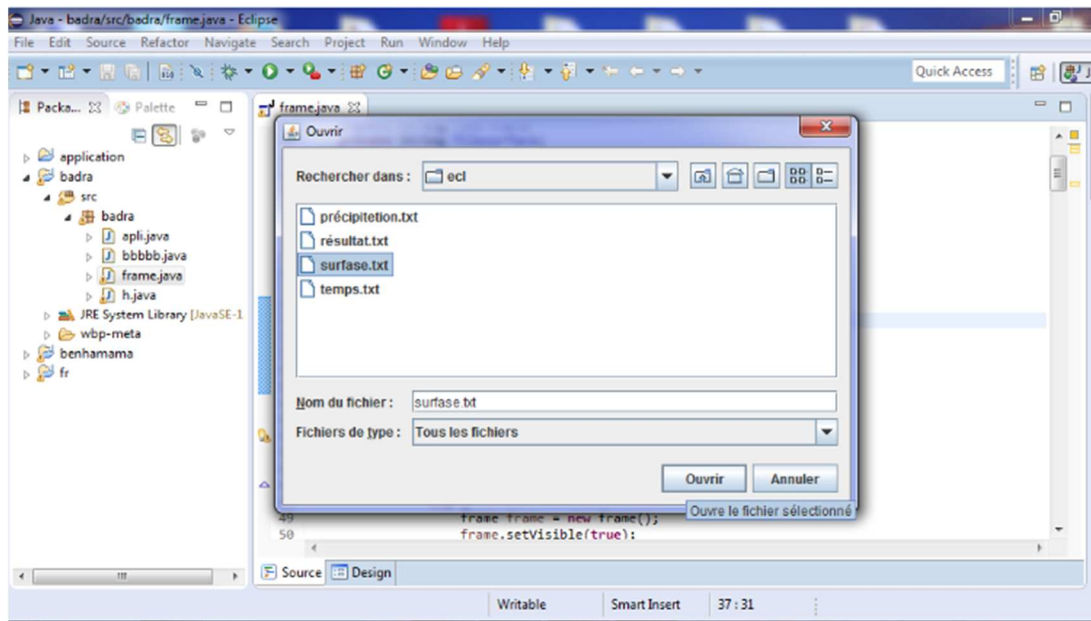 Java - badra/src/badra/frame.java - Eclipse
File Edit Source Refactor Navigate Search Project Run Window Help
Quick Access
Packa... Palette
frame.java
application
badra
src
badra
apli.java
bbbbb.java
frame.java
h.java
JRE System Library [JavaSE-1
wbp-meta
benhamama
fr
Ouvrir
Rechercher dans : ecl
précipitetion.txt
résultat.txt
surfase.txt
temps.txt
Nom du fichier : surfase.txt
Fichiers de type : Tous les fichiers
Ouvrir Annuler
Ouvre le fichier sélectionné
49 frame frame = new frame();
50 frame.setVisible(true);
Source Design
Writable Smart Insert 37 : 31